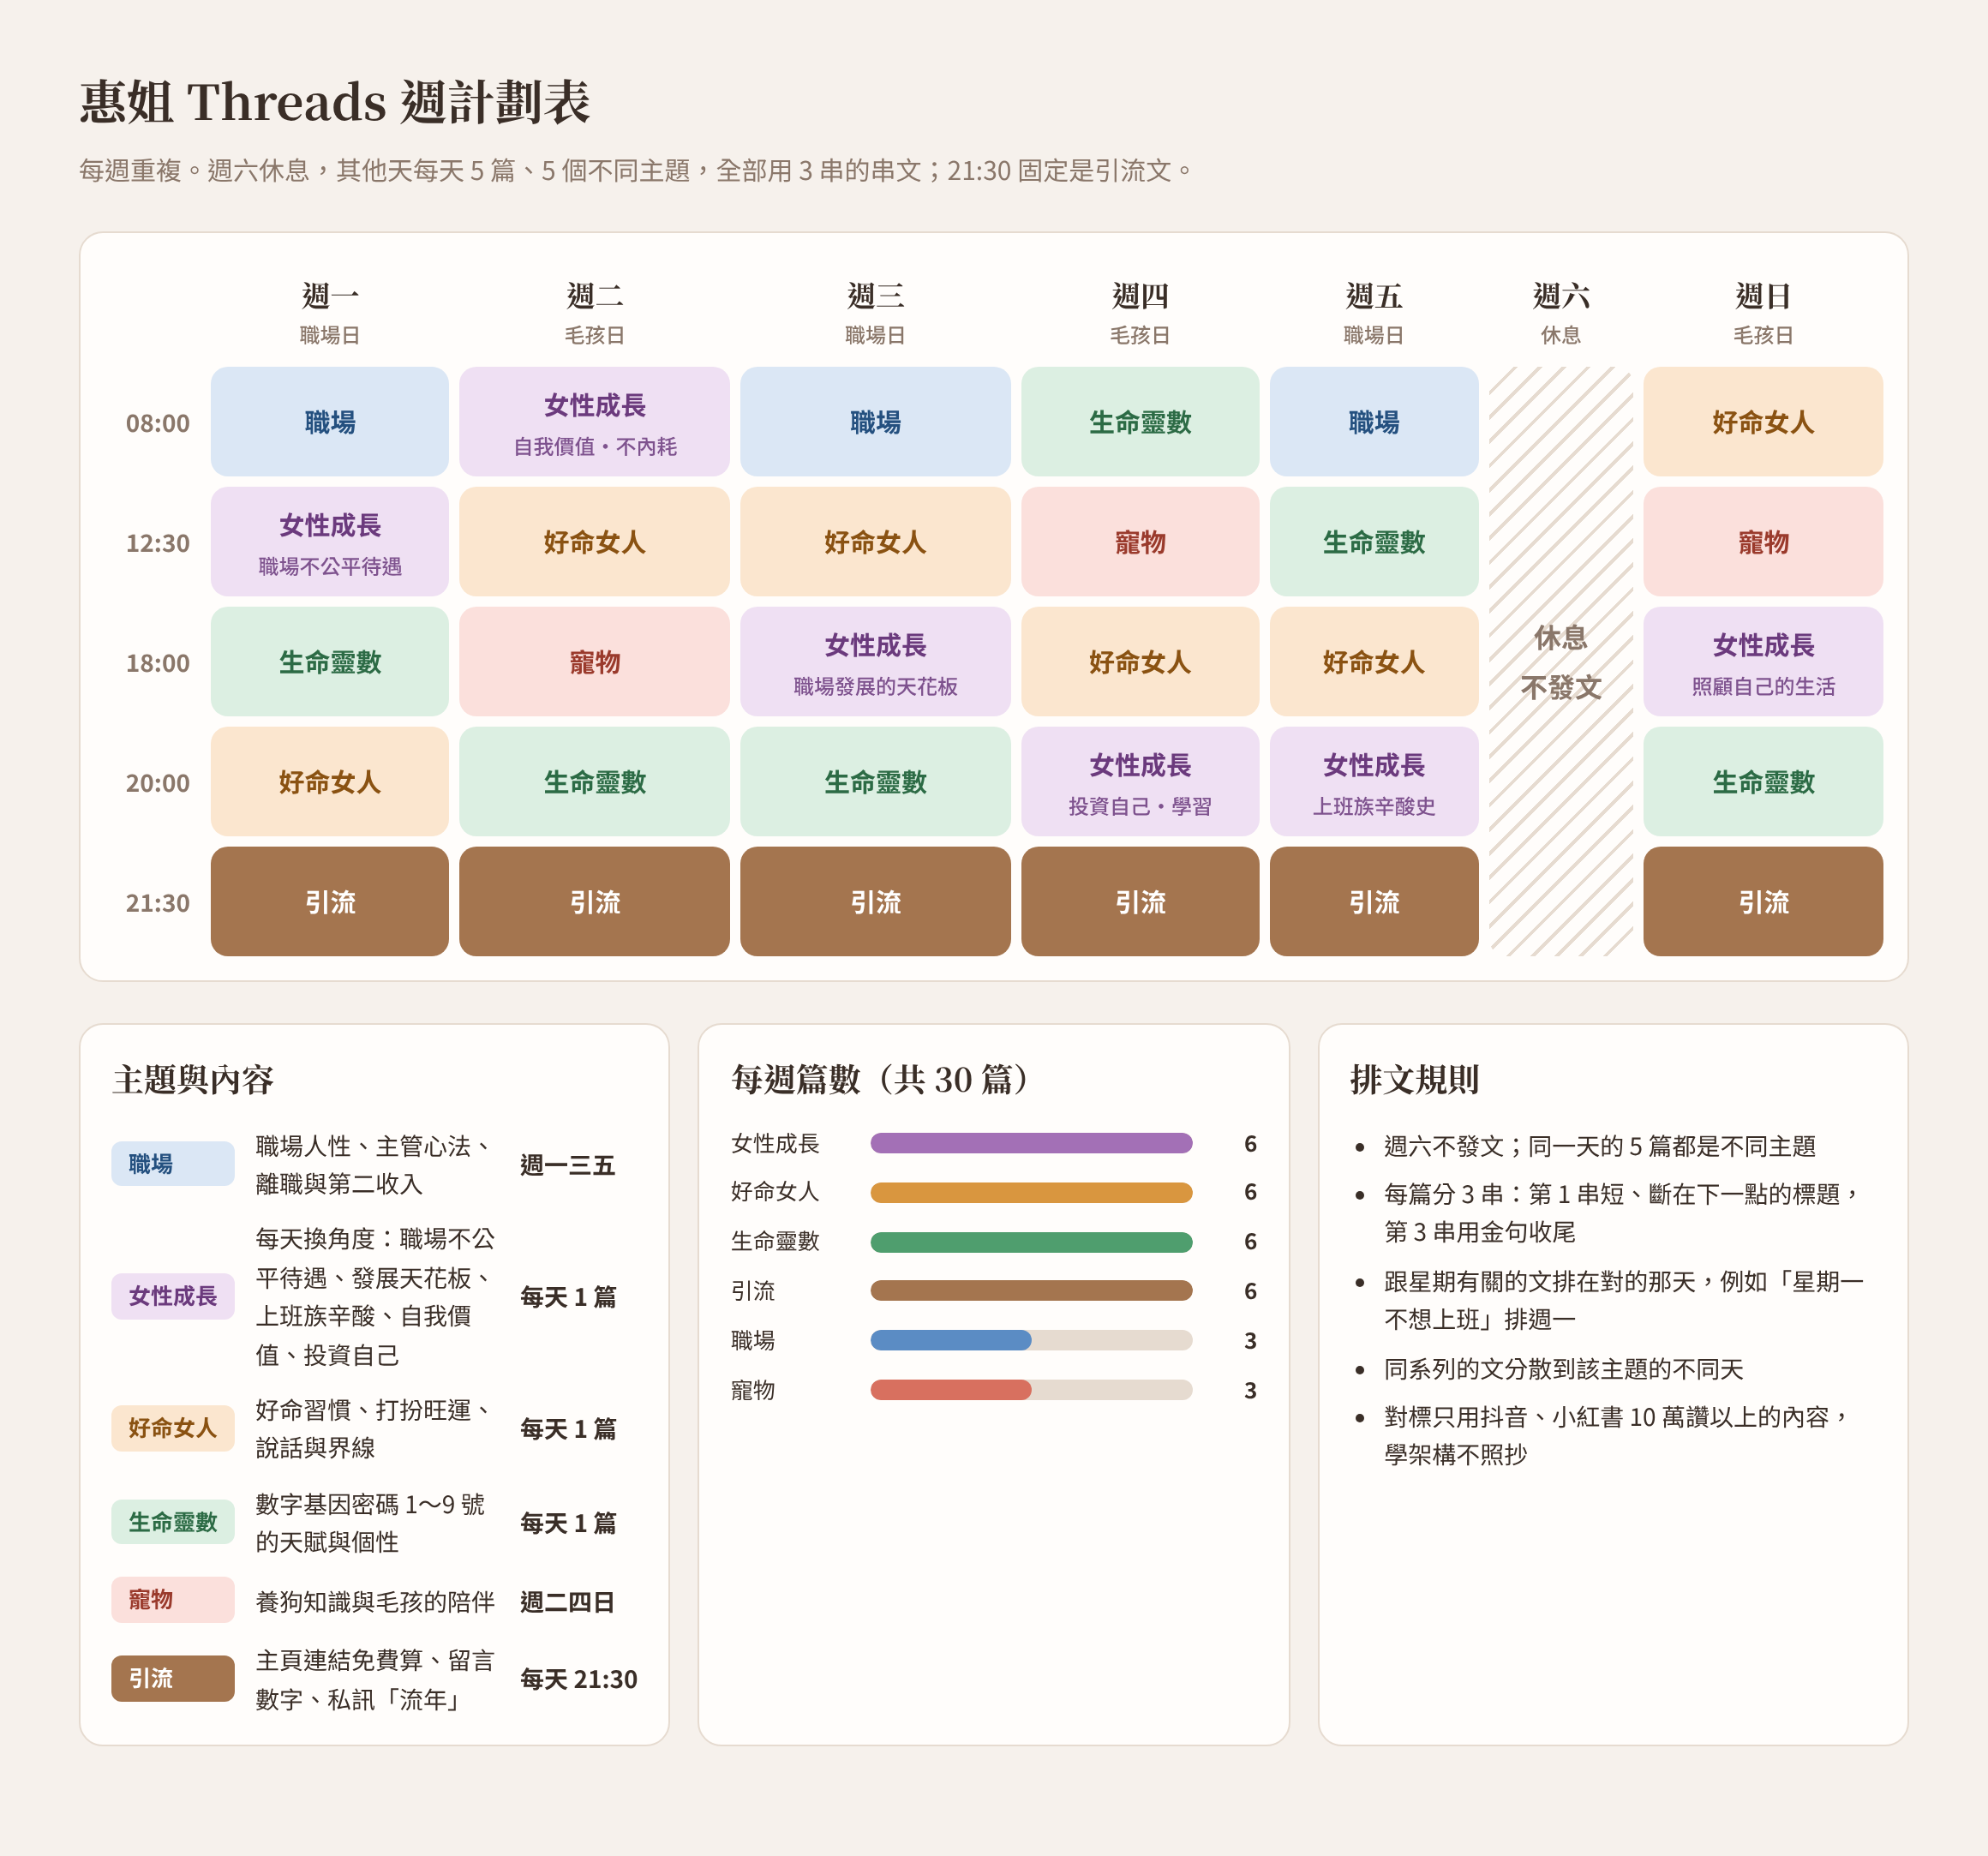 惠姐 Threads 週計劃表
每週重複。週六休息，其他天每天 5 篇、5 個不同主題，全部用 3 串的串文；21:30 固定是引流文。
週一 週二 週三 週四 週五 週六 週日
職場日 毛孩日 職場日 毛孩日 職場日 休息 毛孩日
08:00 職場 女性成長 職場 生命靈數 職場 好命女人
自我價值・不內耗
12:30 女性成長 好命女人 好命女人 寵物 生命靈數 寵物
職場不公平待遇
18:00 生命靈數 寵物 女性成長 好命女人 好命女人 休息 女性成長
職場發展的天花板 不發文 照顧自己的生活
20:00 好命女人 生命靈數 生命靈數 女性成長 女性成長 生命靈數
投資自己・學習 上班族辛酸史
21:30 引流 引流 引流 引流 引流 引流
主題與內容
職場 職場人性、主管心法、 週一三五
離職與第二收入
每天換角度：職場不公
女性成長 平待遇、發展天花板、 每天 1 篇
上班族辛酸、自我價
值、投資自己
好命女人 好命習慣、打扮旺運、 每天 1 篇
說話與界線
生命靈數 數字基因密碼 1～9 號 每天 1 篇
的天賦與個性
寵物 養狗知識與毛孩的陪伴 週二四日
引流 主頁連結免費算、留言 每天 21:30
數字、私訊「流年」
每週篇數（共 30 篇）
女性成長 6
好命女人 6
生命靈數 6
引流 6
職場 3
寵物 3
排文規則
• 週六不發文；同一天的 5 篇都是不同主題
• 每篇分 3 串：第 1 串短、斷在下一點的標題，
第 3 串用金句收尾
• 跟星期有關的文排在對的那天，例如「星期一
不想上班」排週一
• 同系列的文分散到該主題的不同天
• 對標只用抖音、小紅書 10 萬讚以上的內容，
學架構不照抄